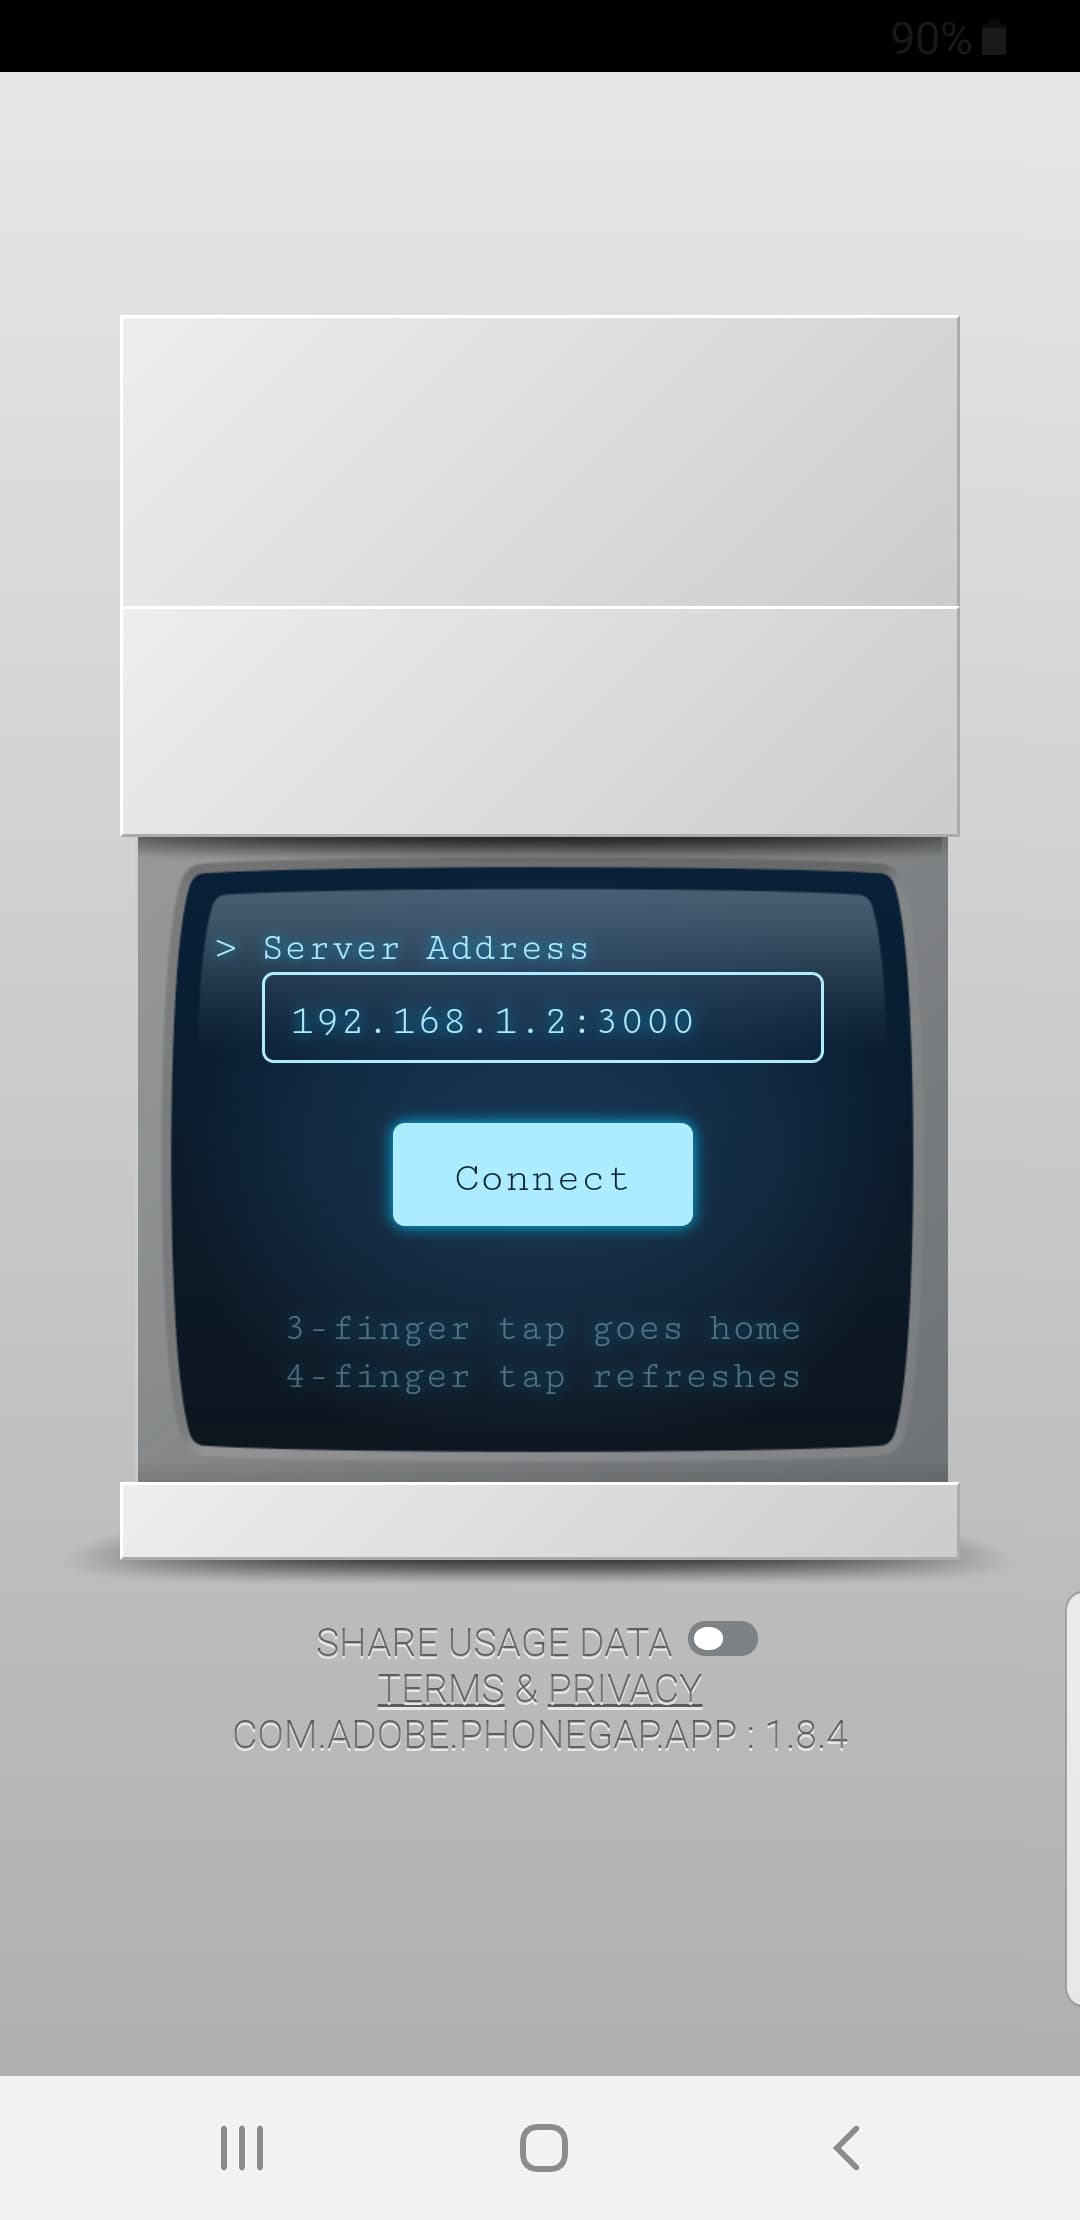 90%
> Server Address
192.168.1.2:3000
Connect
3-finger tap goes home
4-finger tap refreshes
SHARE USAGE DATA
TERMS & PRIVACY
COM.ADOBE.PHONEGAP.APP : 1.8.4